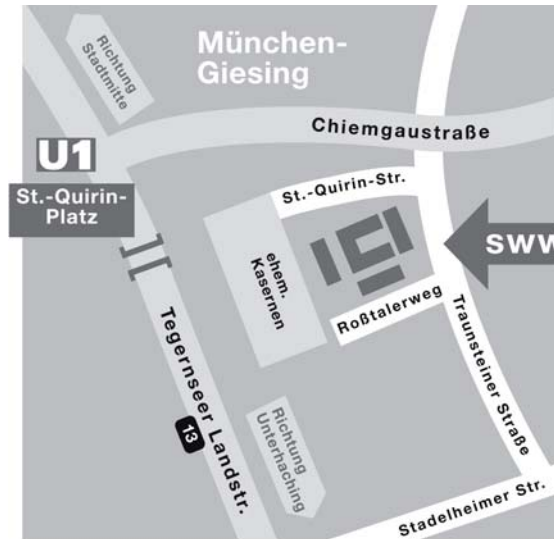 Richtung
Stadtmitte
München-
Giesing
Chiemgaustraße
U1
St.-Quirin-
Platz
St.-Quirin-Str.
ehem.
Kasernen
SWW
Roßtalerweg
Tegernseer Landstr.
13
Traunsteiner Straße
Richtung
Unterhaching
Stadelheimer Str.